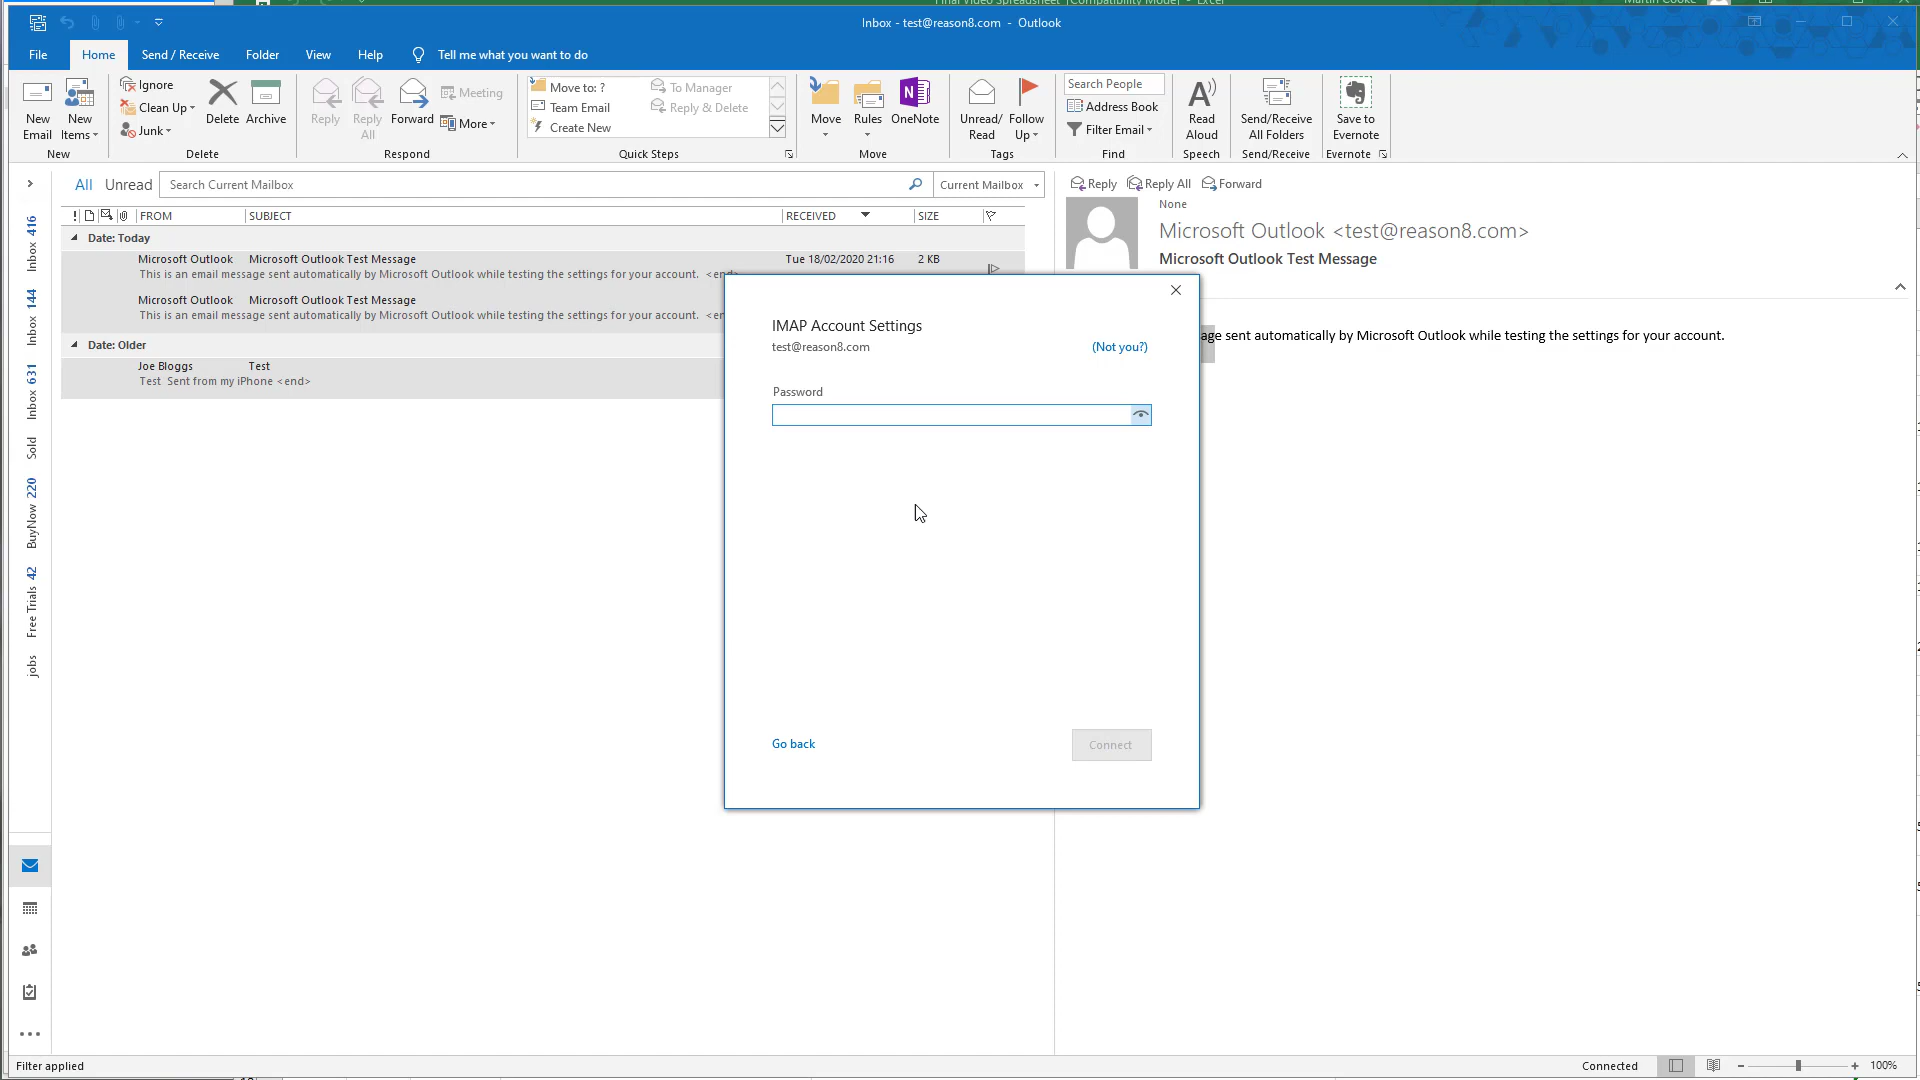 Final Video Spreadsheet [Compatibility Mode] - Excel
Martin Cooke
Inbox - test@reason8.com - Outlook
File
Home
Send / Receive
Folder
View
Help
Tell me what you want to do
New
Email
New
Items
New
Ignore
Clean Up
Junk
Delete
Archive
Delete
Reply
Reply
All
Forward
Meeting
More
Respond
Move to: ?
Team Email
Create New
To Manager
Reply & Delete
Quick Steps
Move
Rules
OneNote
Move
Unread/
Read
Follow
Up
Tags
Search People
Address Book
Filter Email
Find
Read
Aloud
Speech
Send/Receive
All Folders
Send/Receive
Save to
Evernote
Evernote
All
Unread
Search Current Mailbox
Current Mailbox
! FROM
SUBJECT
RECEIVED
SIZE
Date: Today
Microsoft Outlook
Microsoft Outlook Test Message
Tue 18/02/2020 21:16
2 KB
This is an email message sent automatically by Microsoft Outlook while testing the settings for your account. <end>
Microsoft Outlook
Microsoft Outlook Test Message
This is an email message sent automatically by Microsoft Outlook while testing the settings for your account.
Date: Older
Joe Bloggs
Test
Test Sent from my iPhone <end>
Inbox 416
Inbox 144
Inbox 631
Sold
BuyNow 220
Free Trials 42
jobs
Reply
Reply All
Forward
None
Microsoft Outlook <test@reason8.com>
Microsoft Outlook Test Message
sent automatically by Microsoft Outlook while testing the settings for your account.
IMAP Account Settings
test@reason8.com
(Not you?)
Password
Go back
Connect
Filter applied
Connected
100%